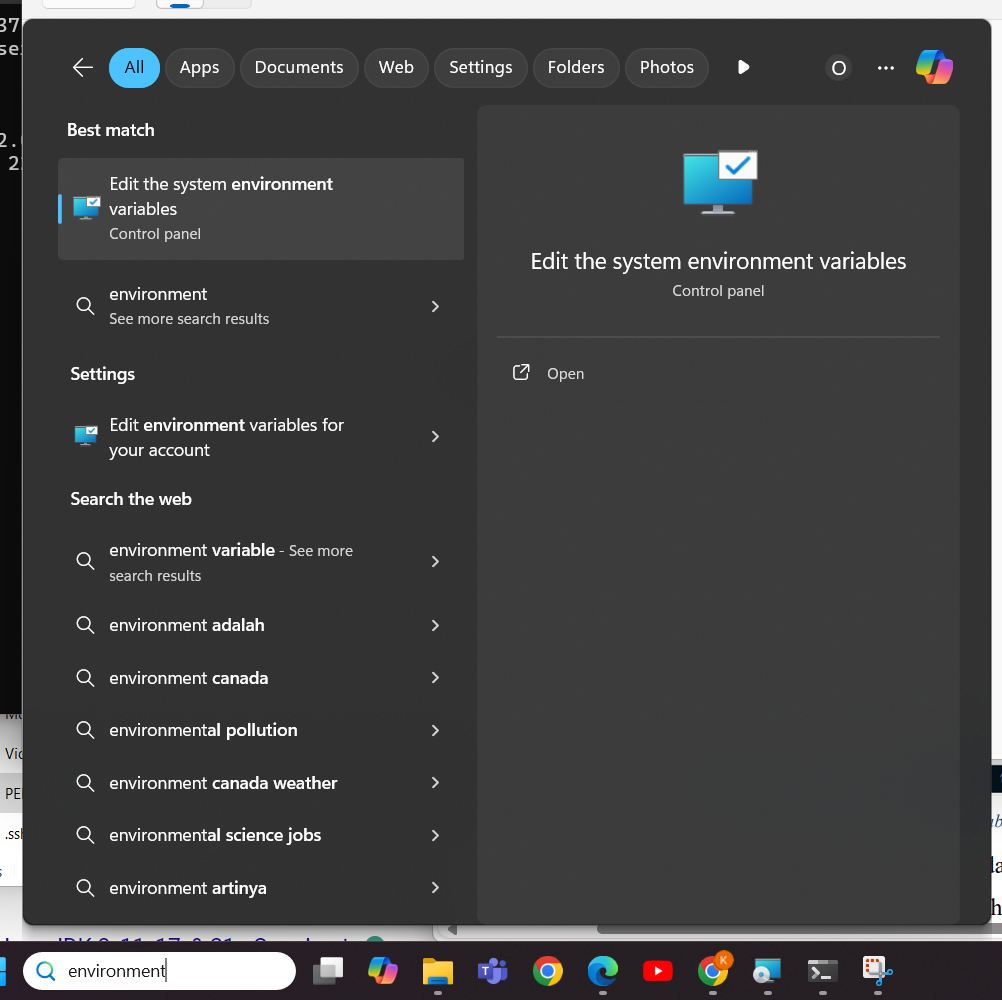 All
Apps
Documents
Web
Settings
Folders
Photos
O
Best match
Edit the system environment
variables
Control panel
environment
See more search results
Settings
Edit environment variables for
your account
Search the web
environment variable - See more
search results
environment adalah
environment canada
environmental pollution
environment canada weather
environmental science jobs
environment artinya
Edit the system environment variables
Control panel
Open
37
2.
environment
K